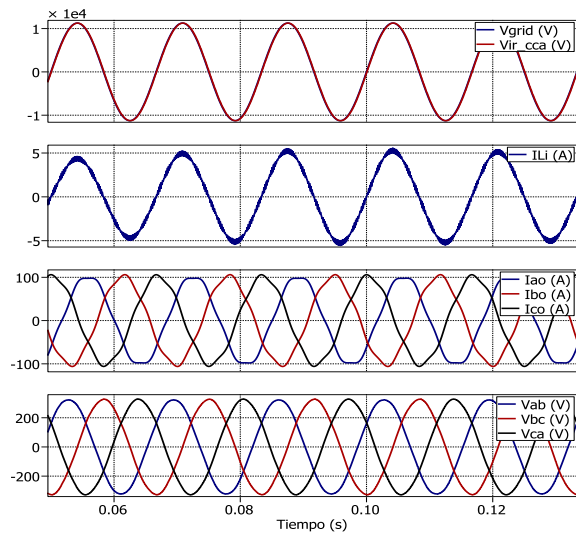 1 × 1e4
Vgrid (V)
Vir_cca (V)
1
0
-1
ILi (A)
5
0
-5
Iao (A)
Ibo (A)
Ico (A)
100
0
-100
Vab (V)
Vbc (V)
Vca (V)
200
0
-200
0.06
0.08
0.10
0.12
Tiempo (s)